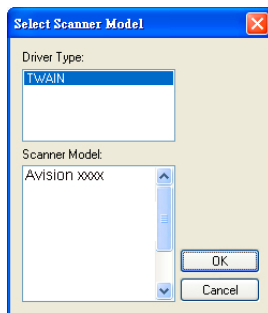 Select Scanner Model
Driver Type:
TWAIN
Scanner Model:
Avision xxxx
OK
Cancel